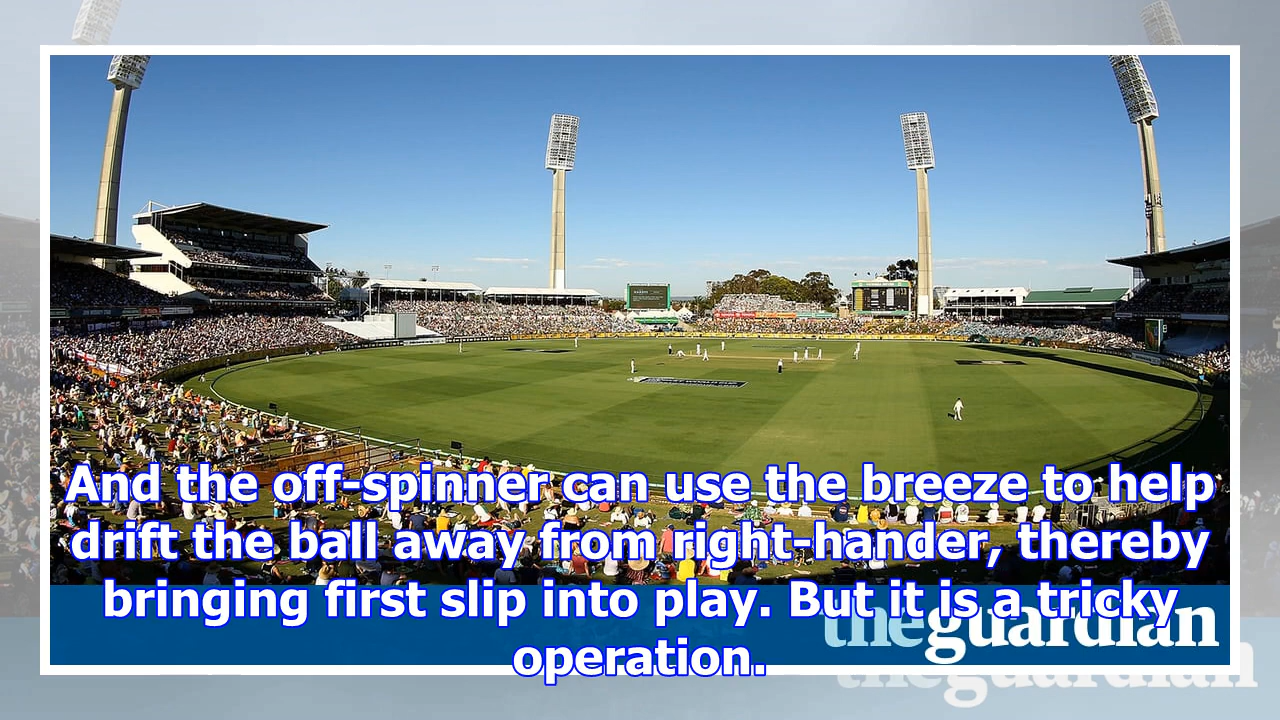 And the off-spinner can use the breeze to help
drift the ball away from right-hander, thereby
bringing first slip into play. But it is a tricky
operation.
theguardian
theguardian